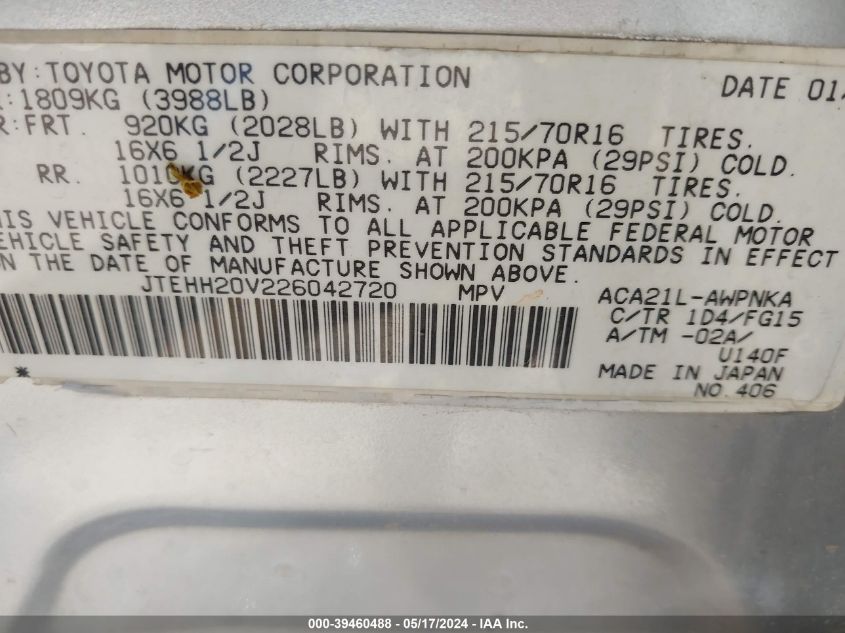 BY: TOYOTA MOTOR CORPORATION DATE 01
: 1809KG (3988LB)
R: FRT. 920KG (2028LB) WITH 215/70R16 TIRES.
16X6 1/2J RIMS. AT 200KPA (29PSI) COLD.
RR. 1010KG (2227LB) WITH 215/70R16 TIRES.
16X6 1/2J RIMS. AT 200KPA (29PSI) COLD.
HIS VEHICLE CONFORMS TO ALL APPLICABLE FEDERAL MOTOR
EHICLE SAFETY AND THEFT PREVENTION STANDARDS IN EFFECT
N THE DATE OF MANUFACTURE SHOWN ABOVE.
JTEHH20V226042720 MPV ACA21L-AWPNKA
C/TR 1D4/FG15
A/TM -02A/
U140F
MADE IN JAPAN
NO. 406
*
000-39460488 - 05/17/2024 - IAA Inc.